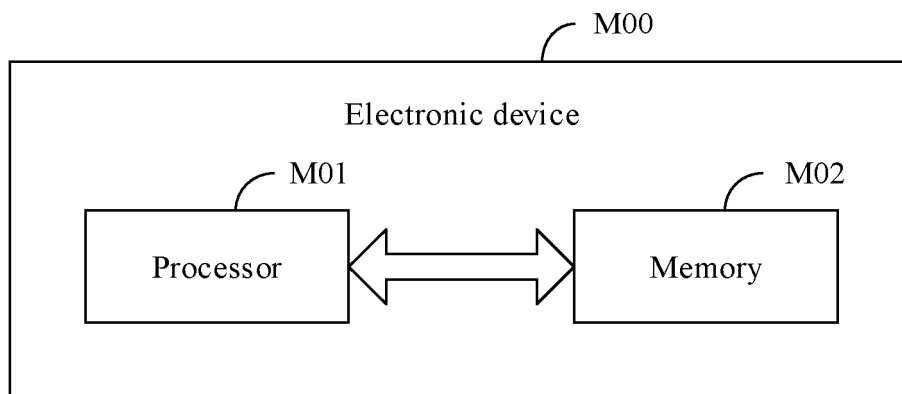 M00
Electronic device
M01
M02
Processor
Memory